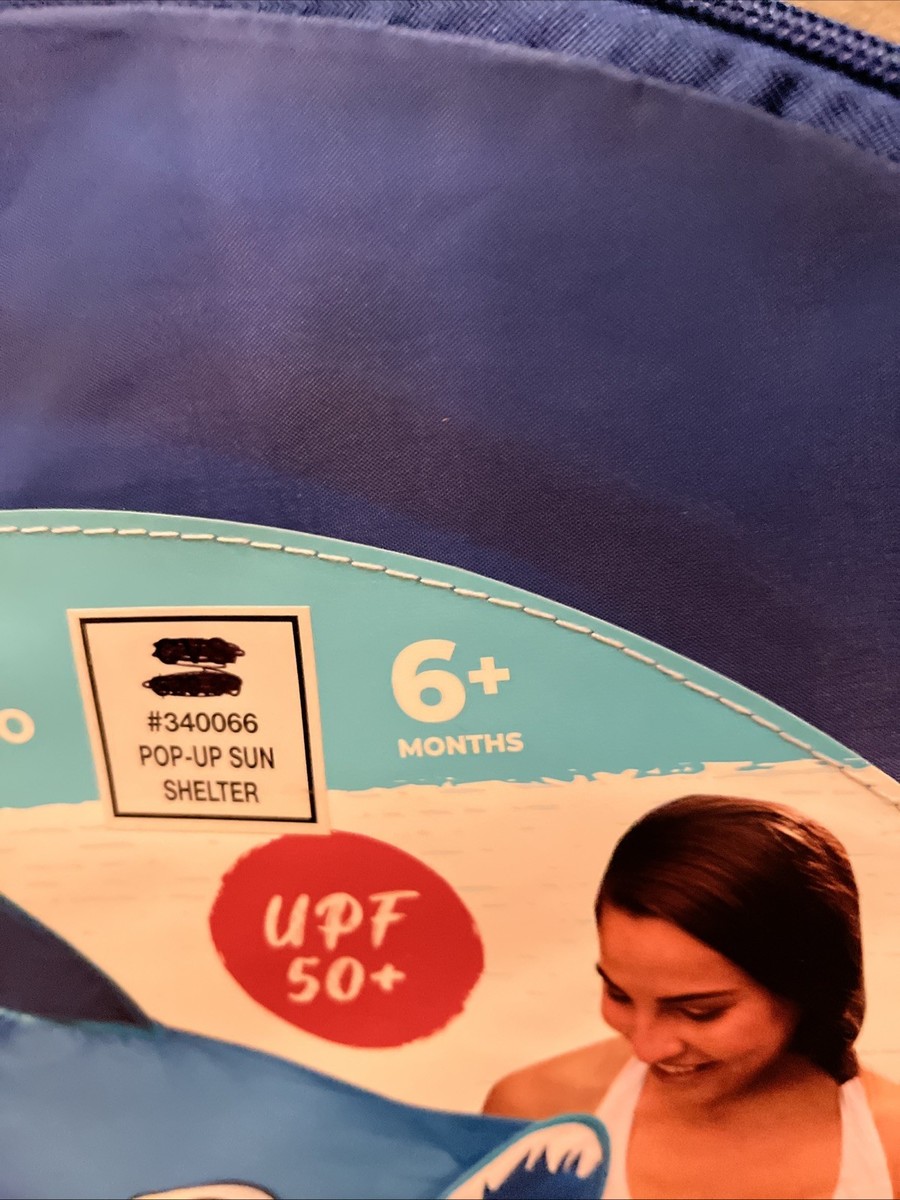 #340066
POP-UP SUN
SHELTER
6+
MONTHS
UPF
50+